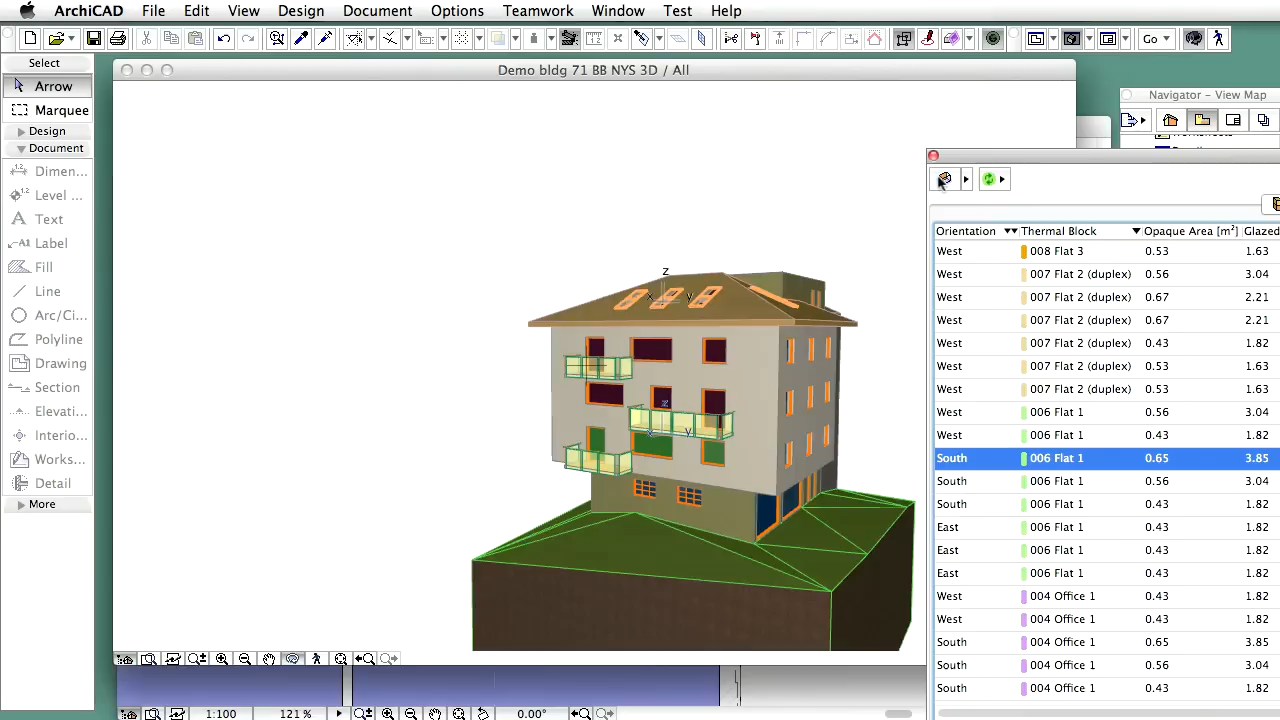 ArchiCAD File Edit View Design Document Options Teamwork Window Test Help
Go
Select
Arrow
Marquee
Design
Document
Dimen...
Level ...
Text
Label
Fill
Line
Arc/Ci...
Polyline
Drawing
Section
Elevati...
Interio...
Works...
Detail
More
Demo bldg 71 BB NYS 3D / All
z
x
y
z
y
1:100 121 % 0.00°
Navigator - View Map
Orientation Thermal Block Opaque Area [m²] Glazed
West 008 Flat 3 0.53 1.63
West 007 Flat 2 (duplex) 0.56 3.04
West 007 Flat 2 (duplex) 0.67 2.21
West 007 Flat 2 (duplex) 0.67 2.21
West 007 Flat 2 (duplex) 0.43 1.82
West 007 Flat 2 (duplex) 0.53 1.63
West 007 Flat 2 (duplex) 0.53 1.63
West 006 Flat 1 0.56 3.04
West 006 Flat 1 0.43 1.82
South 006 Flat 1 0.65 3.85
South 006 Flat 1 0.56 3.04
South 006 Flat 1 0.43 1.82
East 006 Flat 1 0.43 1.82
East 006 Flat 1 0.43 1.82
East 006 Flat 1 0.43 1.82
West 004 Office 1 0.43 1.82
West 004 Office 1 0.43 1.82
South 004 Office 1 0.65 3.85
South 004 Office 1 0.56 3.04
South 004 Office 1 0.43 1.82